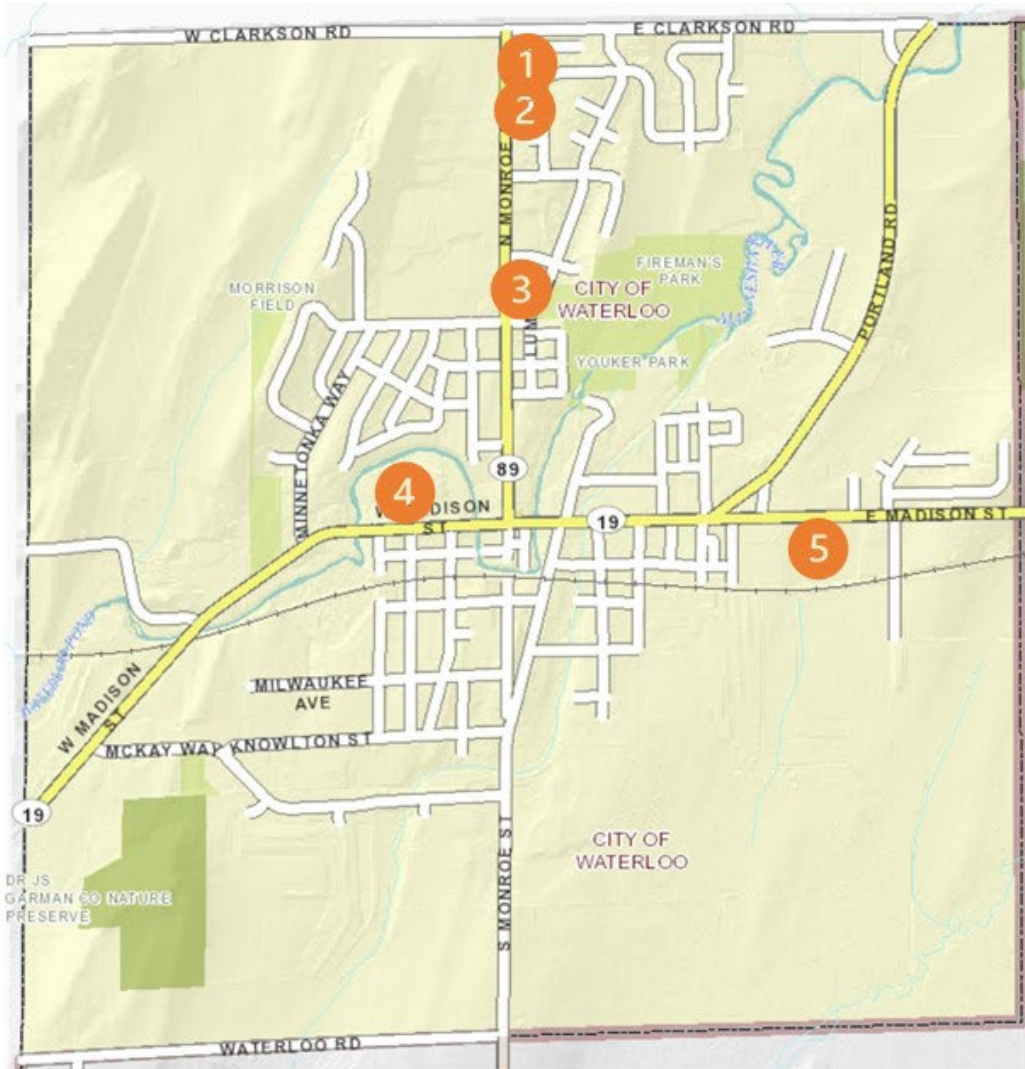 W CLARKSON RD
E CLARKSON RD
1
2
N MONROE
PORTLAND RD
FIREMAN'S
PARK
MORRISON
FIELD
3
CITY OF
WATERLOO
YOUKER PARK
MINNETONKA WAY
89
4
W MADISON
ST
19
E MADISON ST
5
W MADISON
ST
MILWAUKEE
AVE
MCKAY WAY
KNOWLTON ST
19
S MONROE ST
CITY OF
WATERLOO
DR JS
GARMAN CO NATURE
PRESERVE
WATERLOO RD